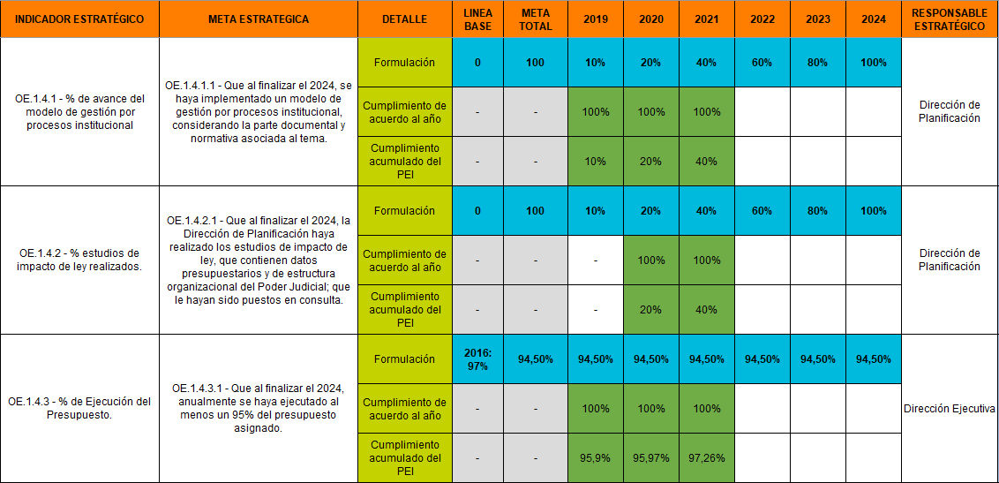 INDICADOR ESTRATÉGICO
META ESTRATEGICA
DETALLE
LINEA
BASE
META
TOTAL
2019
2020
2021
2022
2023
2024
RESPONSABLE
ESTRATÉGICO
OE.1.4.1 - % de avance del
modelo de gestión por
procesos institucional
OE.1.4.1.1 - Que al finalizar el 2024, se
haya implementado un modelo de
gestión por procesos institucional,
considerando la parte documental y
normativa asociada al tema.
Formulación
0
100
10%
20%
40%
60%
80%
100%
Cumplimiento de
acuerdo al año
-
-
100%
100%
100%
Cumplimiento
acumulado del
PEI
-
-
10%
20%
40%
Dirección de
Planificación
OE.1.4.2 - % estudios de
impacto de ley realizados.
OE.1.4.2.1 - Que al finalizar el 2024, la
Dirección de Planificación haya
realizado los estudios de impacto de
ley, que contienen datos
presupuestarios y de estructura
organizacional del Poder Judicial; que
le hayan sido puestos en consulta.
Formulación
0
100
10%
20%
40%
60%
80%
100%
Cumplimiento de
acuerdo al año
-
-
-
100%
100%
Cumplimiento
acumulado del
PEI
-
-
-
20%
40%
Dirección de
Planificación
OE.1.4.3 - % de Ejecución del
Presupuesto.
OE.1.4.3.1 - Que al finalizar el 2024,
anualmente se haya ejecutado al
menos un 95% del presupuesto
asignado.
Formulación
2016:
97%
94,50%
94,50%
94,50%
94,50%
94,50%
94,50%
94,50%
Cumplimiento de
acuerdo al año
-
-
100%
100%
100%
Cumplimiento
acumulado del
PEI
-
-
95,9%
95,97%
97,26%
Dirección Ejecutiva